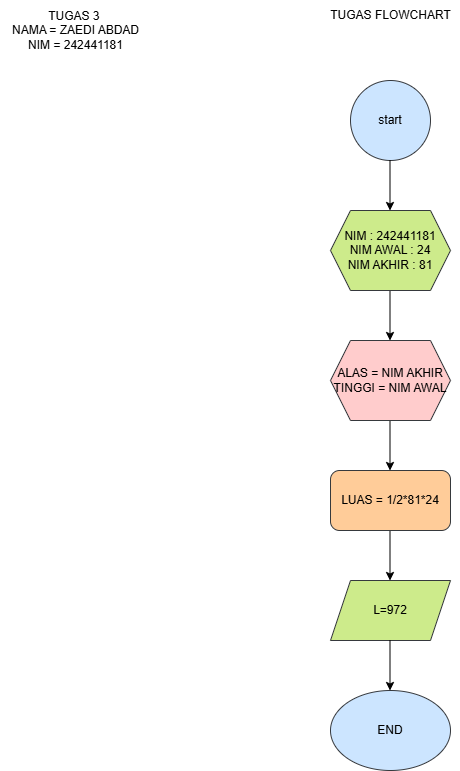 TUGAS 3
NAMA = ZAEDI ABDAD
NIM = 242441181
TUGAS FLOWCHART
start
NIM : 242441181
NIM AWAL : 24
NIM AKHIR : 81
ALAS = NIM AKHIR
TINGGI = NIM AWAL
LUAS = 1/2*81*24
L=972
END